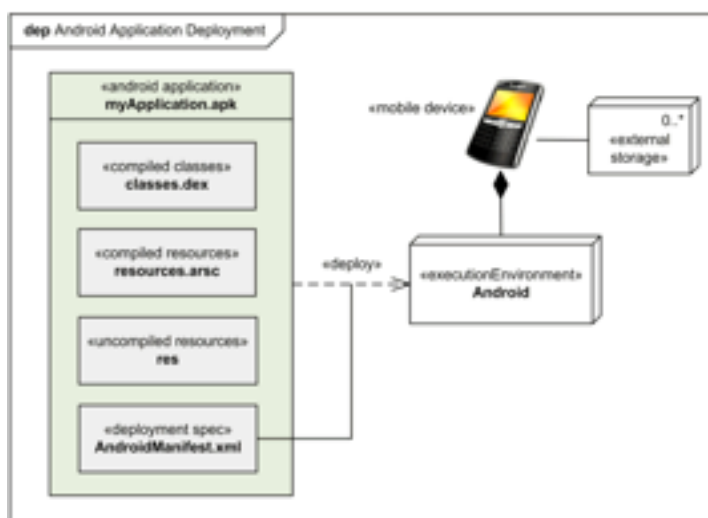 dep Android Application Deployment
«android application»
myApplication.apk
«compiled classes»
classes.dex
«compiled resources»
resources.arsc
«uncompiled resources»
res
«deployment spec»
AndroidManifest.xml
«deploy»
«mobile device»
0..*
«external
storage»
«executionEnvironment»
Android